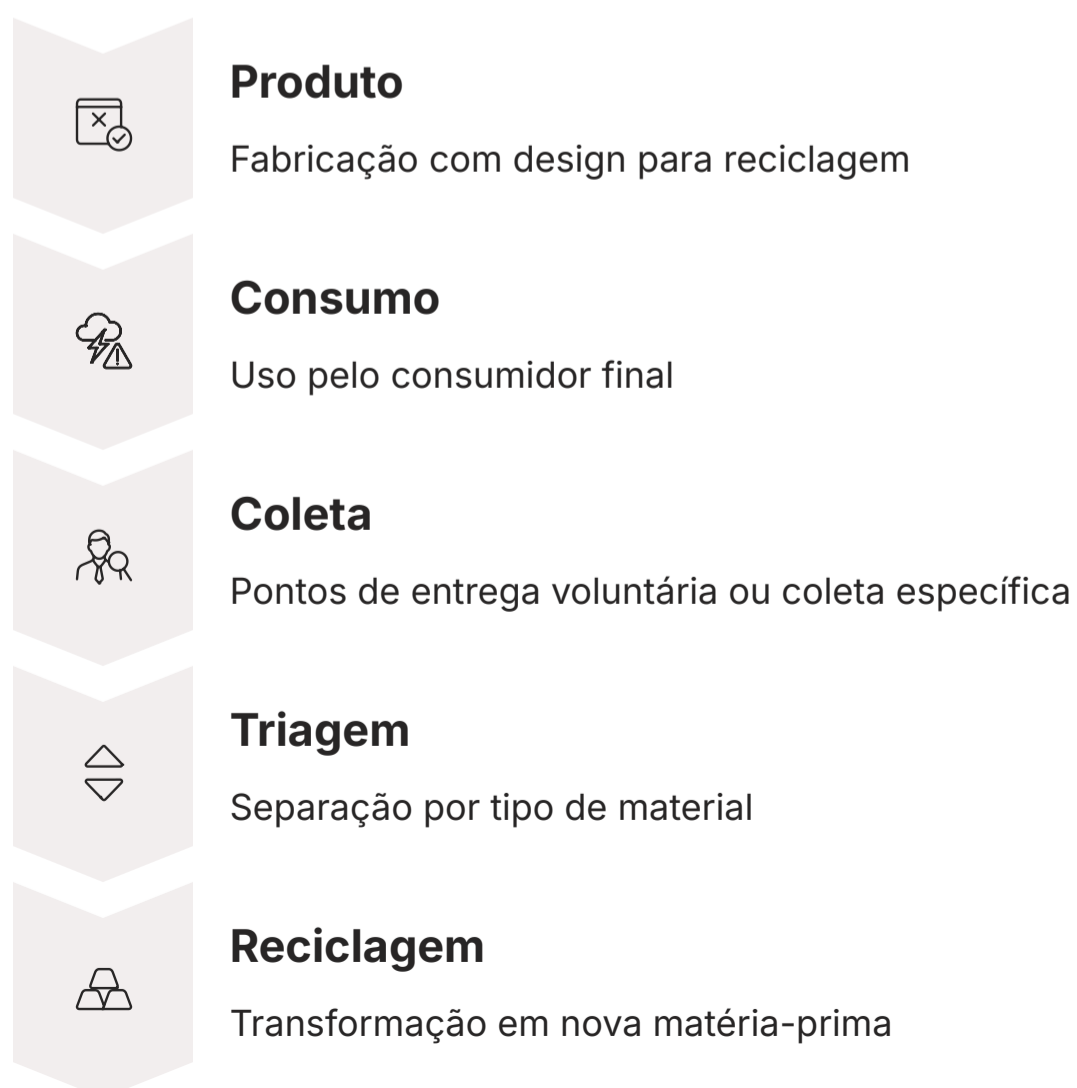 Produto
Fabricação com design para reciclagem
Consumo
Uso pelo consumidor final
Coleta
Pontos de entrega voluntária ou coleta específica
Triagem
Separação por tipo de material
Reciclagem
Transformação em nova matéria-prima